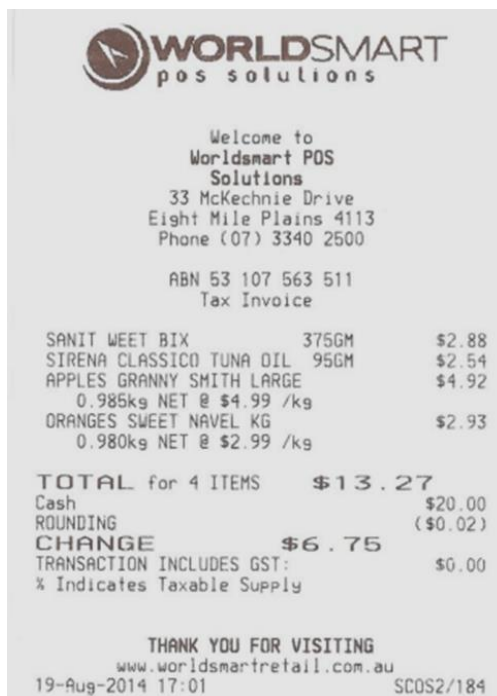 WORLDSMART
pos solutions
Welcome to
Worldsmart POS
Solutions
33 McKechnie Drive
Eight Mile Plains 4113
Phone (07) 3340 2500
ABN 53 107 563 511
Tax Invoice
SANIT WEET BIX 375GM $2.88
SIRENA CLASSICO TUNA OIL 95GM $2.54
APPLES GRANNY SMITH LARGE $4.92
0.985kg NET @ $4.99 /kg
ORANGES SWEET NAVEL KG $2.93
0.980kg NET @ $2.99 /kg
TOTAL for 4 ITEMS $13.27
Cash $20.00
ROUNDING ($0.02)
CHANGE $6.75
TRANSACTION INCLUDES GST: $0.00
% Indicates Taxable Supply
THANK YOU FOR VISITING
www.worldsmartretail.com.au
19-Aug-2014 17:01 SCOS2/184